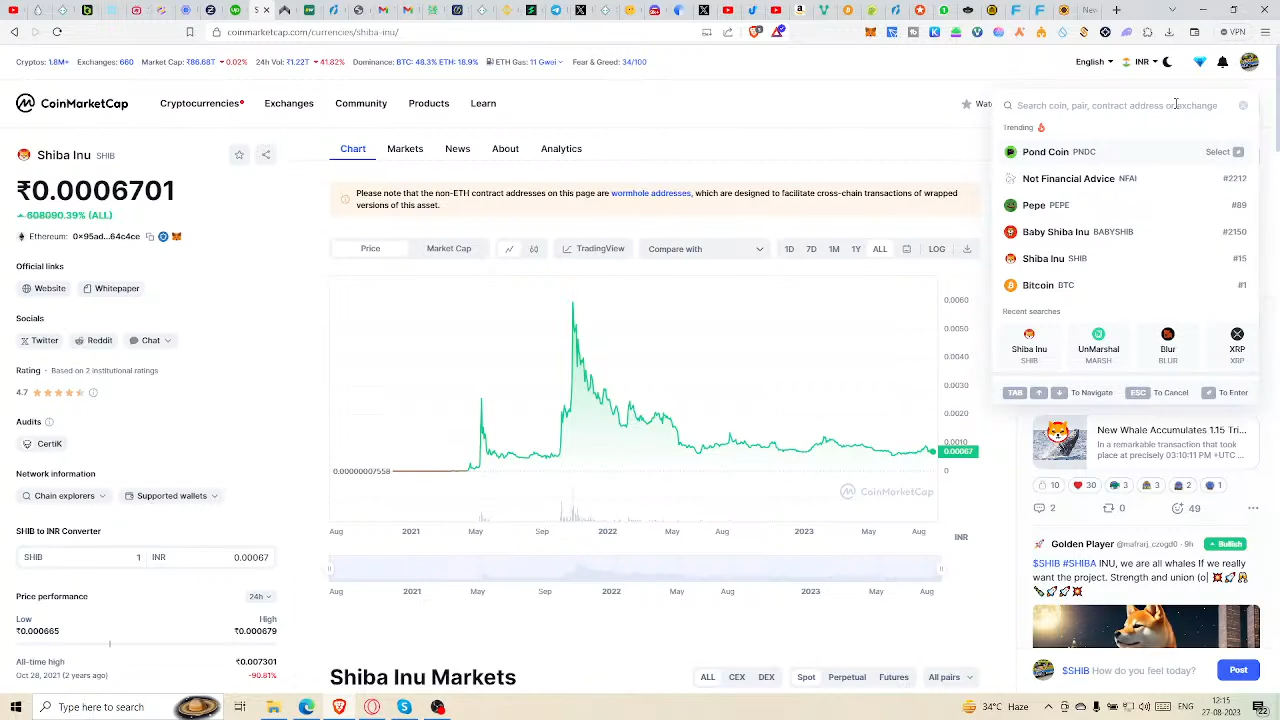 coinmarketcap.com/currencies/shiba-inu/
VPN
Cryptos: 1.8M+ Exchanges: 660 Market Cap: ₹86.68T 0.02% 24h Vol: ₹1.22T 41.82% Dominance: BTC: 48.3% ETH: 18.9% ETH Gas: 11 Gwei Fear & Greed: 34/100
English INR
CoinMarketCap Cryptocurrencies Exchanges Community Products Learn
Search coin, pair, contract address or exchange
Trending
Pond Coin PNDC Select
Not Financial Advice NFAI #2212
Pepe PEPE #89
Baby Shiba Inu BABYSHIB #2150
Shiba Inu SHIB #15
Bitcoin BTC #1
Recent searches
Shiba Inu UnMarshal Blur XRP
SHIB MARSH BLUR XRP
TAB To Navigate ESC To Cancel To Enter
Shiba Inu SHIB
₹0.0006701
608090.39% (ALL)
Ethereum: 0x95ad...64c4ce
Official links
Website Whitepaper
Socials
Twitter Reddit Chat
Rating · Based on 2 institutional ratings
4.7
Audits
CertiK
Network information
Chain explorers Supported wallets
SHIB to INR Converter
SHIB 1 INR 0.00067
Price performance 24h
Low High
₹0.000665 ₹0.000679
All-time high ₹0.007301
Oct 28, 2021 (2 years ago) -90.81%
Chart Markets News About Analytics
Please note that the non-ETH contract addresses on this page are wormhole addresses, which are designed to facilitate cross-chain transactions of wrapped
versions of this asset.
Price Market Cap TradingView Compare with 1D 7D 1M 1Y ALL LOG
0.0060
0.0050
0.0040
0.0030
0.0020
0.0010
0.00067
0.00000007558
0
CoinMarketCap
Aug 2021 May Sep 2022 May Aug 2023 May Aug
INR
Aug 2021 May Sep 2022 May Aug 2023 May Aug
Shiba Inu Markets ALL CEX DEX Spot Perpetual Futures All pairs
New Whale Accumulates 1.15 Tri...
In a remarkable transaction that took
place at precisely 03:10:11 PM +UTC ...
10 30 3 3 2 1
2 0 49
Golden Player @mafrarj_czogd0 · 9h Bullish
$SHIB #SHIBA INU, we are all whales If we really
want the project. Strength and union (o|
$SHIB How do you feel today? Post
Type here to search
34°C Haze ENG 12:15
27-08-2023
22